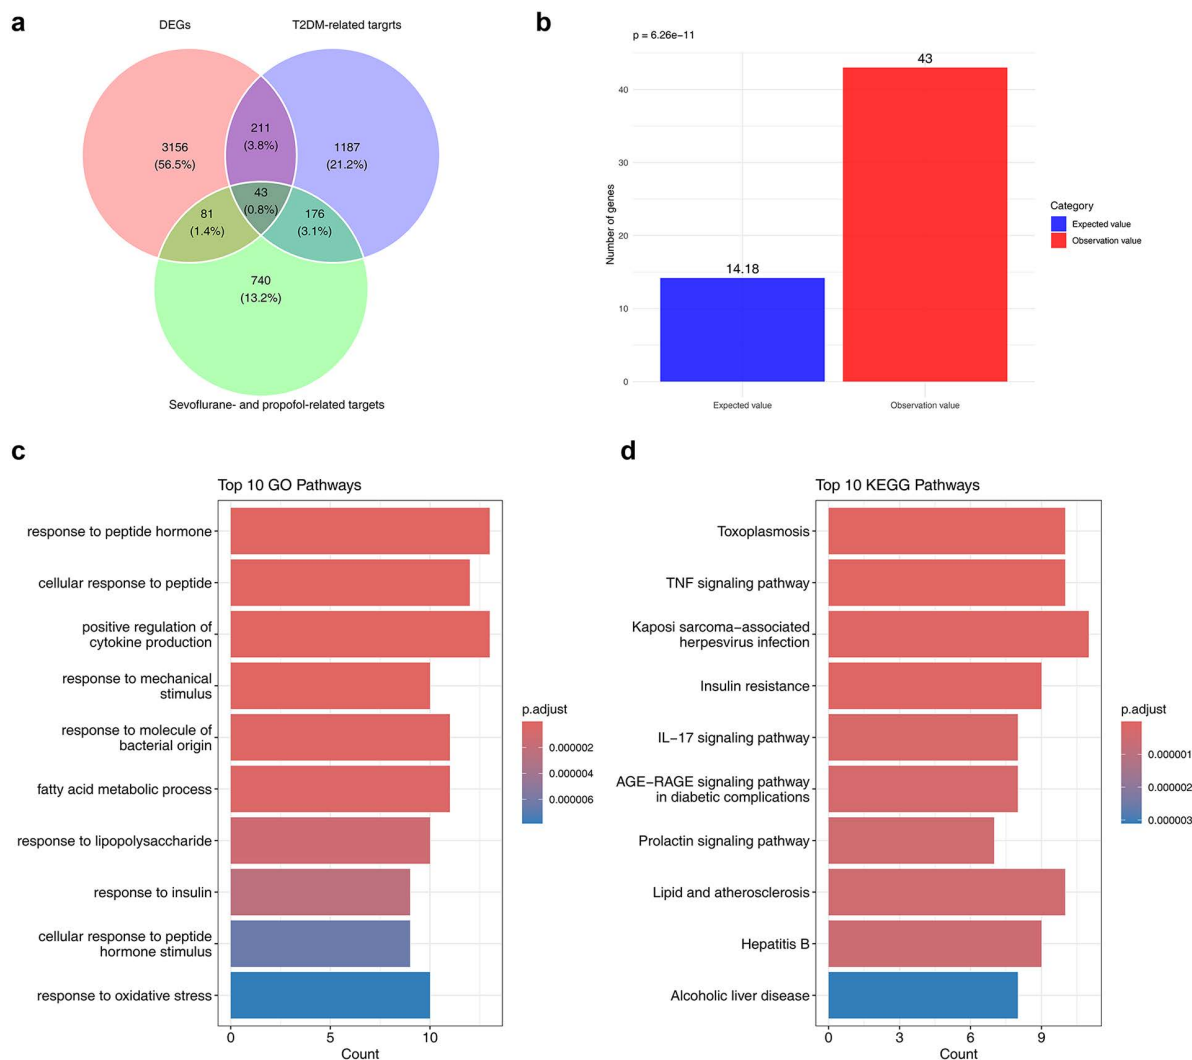 a
DEGs
T2DM-related targrts
3156
(56.5%)
211
(3.8%)
1187
(21.2%)
43
(0.8%)
81
(1.4%)
176
(3.1%)
740
(13.2%)
Sevoflurane- and propofol-related targets
b
p = 6.26e−11
43
14.18
Number of genes
40
30
20
10
0
Expected value
Observation value
Category
Expected value
Observation value
c
Top 10 GO Pathways
response to peptide hormone
cellular response to peptide
positive regulation of
cytokine production
response to mechanical
stimulus
response to molecule of
bacterial origin
fatty acid metabolic process
response to lipopolysaccharide
response to insulin
cellular response to peptide
hormone stimulus
response to oxidative stress
0
5
10
Count
p.adjust
0.000002
0.000004
0.000006
d
Top 10 KEGG Pathways
Toxoplasmosis
TNF signaling pathway
Kaposi sarcoma−associated
herpesvirus infection
Insulin resistance
IL−17 signaling pathway
AGE−RAGE signaling pathway
in diabetic complications
Prolactin signaling pathway
Lipid and atherosclerosis
Hepatitis B
Alcoholic liver disease
0
3
6
9
Count
p.adjust
0.000001
0.000002
0.000003